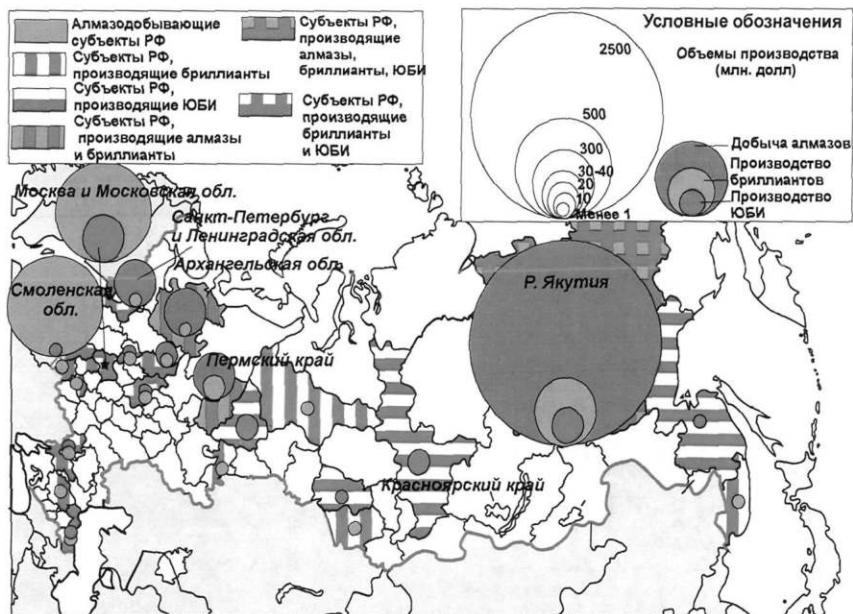 Алмазодобывающие
субъекты РФ
Субъекты РФ,
производящие бриллианты
Субъекты РФ,
производящие ЮБИ
Субъекты РФ,
производящие алмазы
и бриллианты
Субъекты РФ,
производящие
алмазы,
бриллианты, ЮБИ
Субъекты РФ,
производящие
бриллианты
и ЮБИ
Условные обозначения
Объемы производства
(млн. долл)
2500
500
300
30-40
20
10
Менее 1
Добыча алмазов
Производство
бриллиантов
Производство
ЮБИ
Москва и Московская обл.
Санкт-Петербург
и Ленинградская обл.
Архангельская обл.
Смоленская
обл.
Р. Якутия
Пермский край
Красноярский край